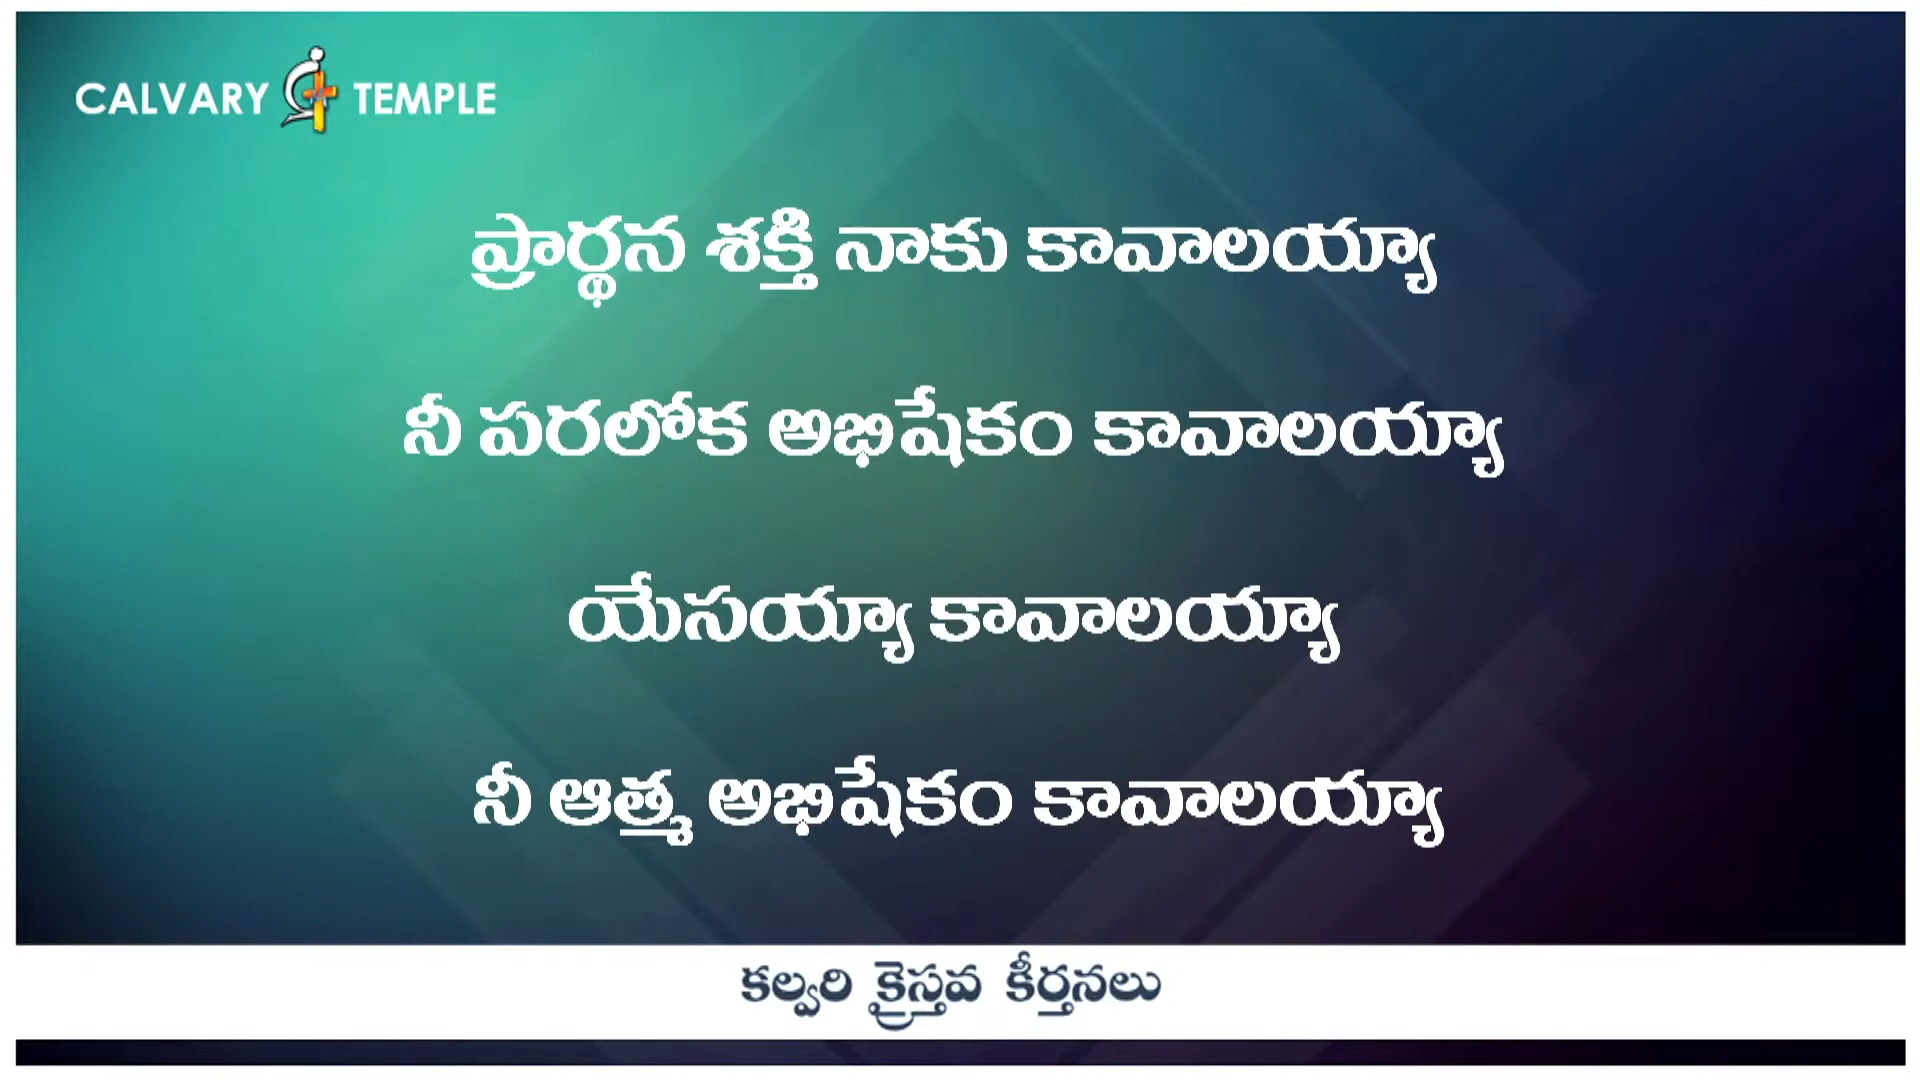 CALVARY TEMPLE
ప్రార్థన శక్తి నాకు కావాలయ్యా
నీ పరలోక అభిషేకం కావాలయ్యా
యేసయ్యా కావాలయ్యా
నీ ఆత్మ అభిషేకం కావాలయ్యా
కల్వరి క్రైస్తవ కీర్తనలు